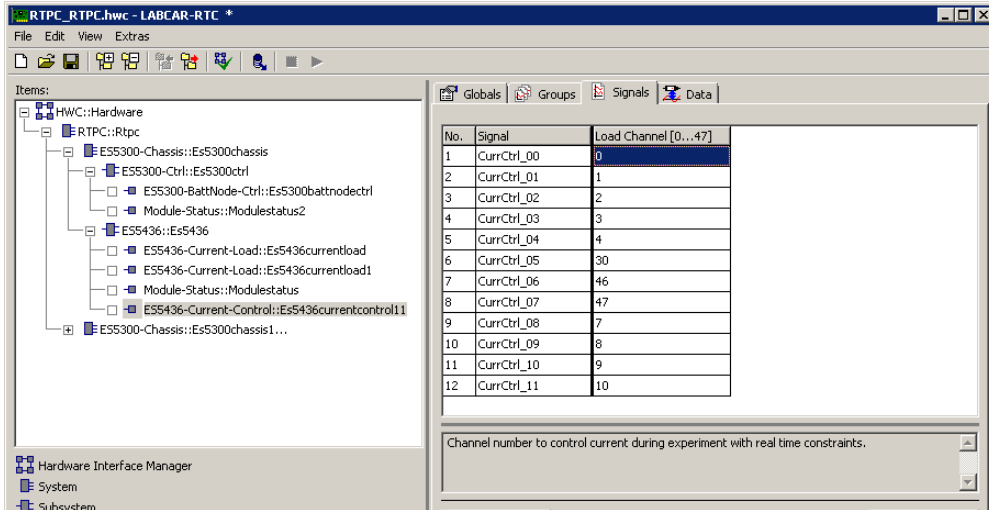 RTPC_RTPC.hwc - LABCAR-RTC *
File Edit View Extras
Items:
HWC::Hardware
RTPC::Rtpc
ES5300-Chassis::Es5300chassis
ES5300-Ctrl::Es5300ctrl
ES5300-BattNode-Ctrl::Es5300battnodectrl
Module-Status::Modulestatus2
ES5436::Es5436
ES5436-Current-Load::Es5436currentload
ES5436-Current-Load::Es5436currentload1
Module-Status::Modulestatus
ES5436-Current-Control::Es5436currentcontrol11
ES5300-Chassis::Es5300chassis1...
Hardware Interface Manager
System
Subsystem
Globals Groups Signals Data
No. Signal Load Channel [0...47]
1 CurrCtrl_00 0
2 CurrCtrl_01 1
3 CurrCtrl_02 2
4 CurrCtrl_03 3
5 CurrCtrl_04 4
6 CurrCtrl_05 30
7 CurrCtrl_06 46
8 CurrCtrl_07 47
9 CurrCtrl_08 7
10 CurrCtrl_09 8
11 CurrCtrl_10 9
12 CurrCtrl_11 10
Channel number to control current during experiment with real time constraints.